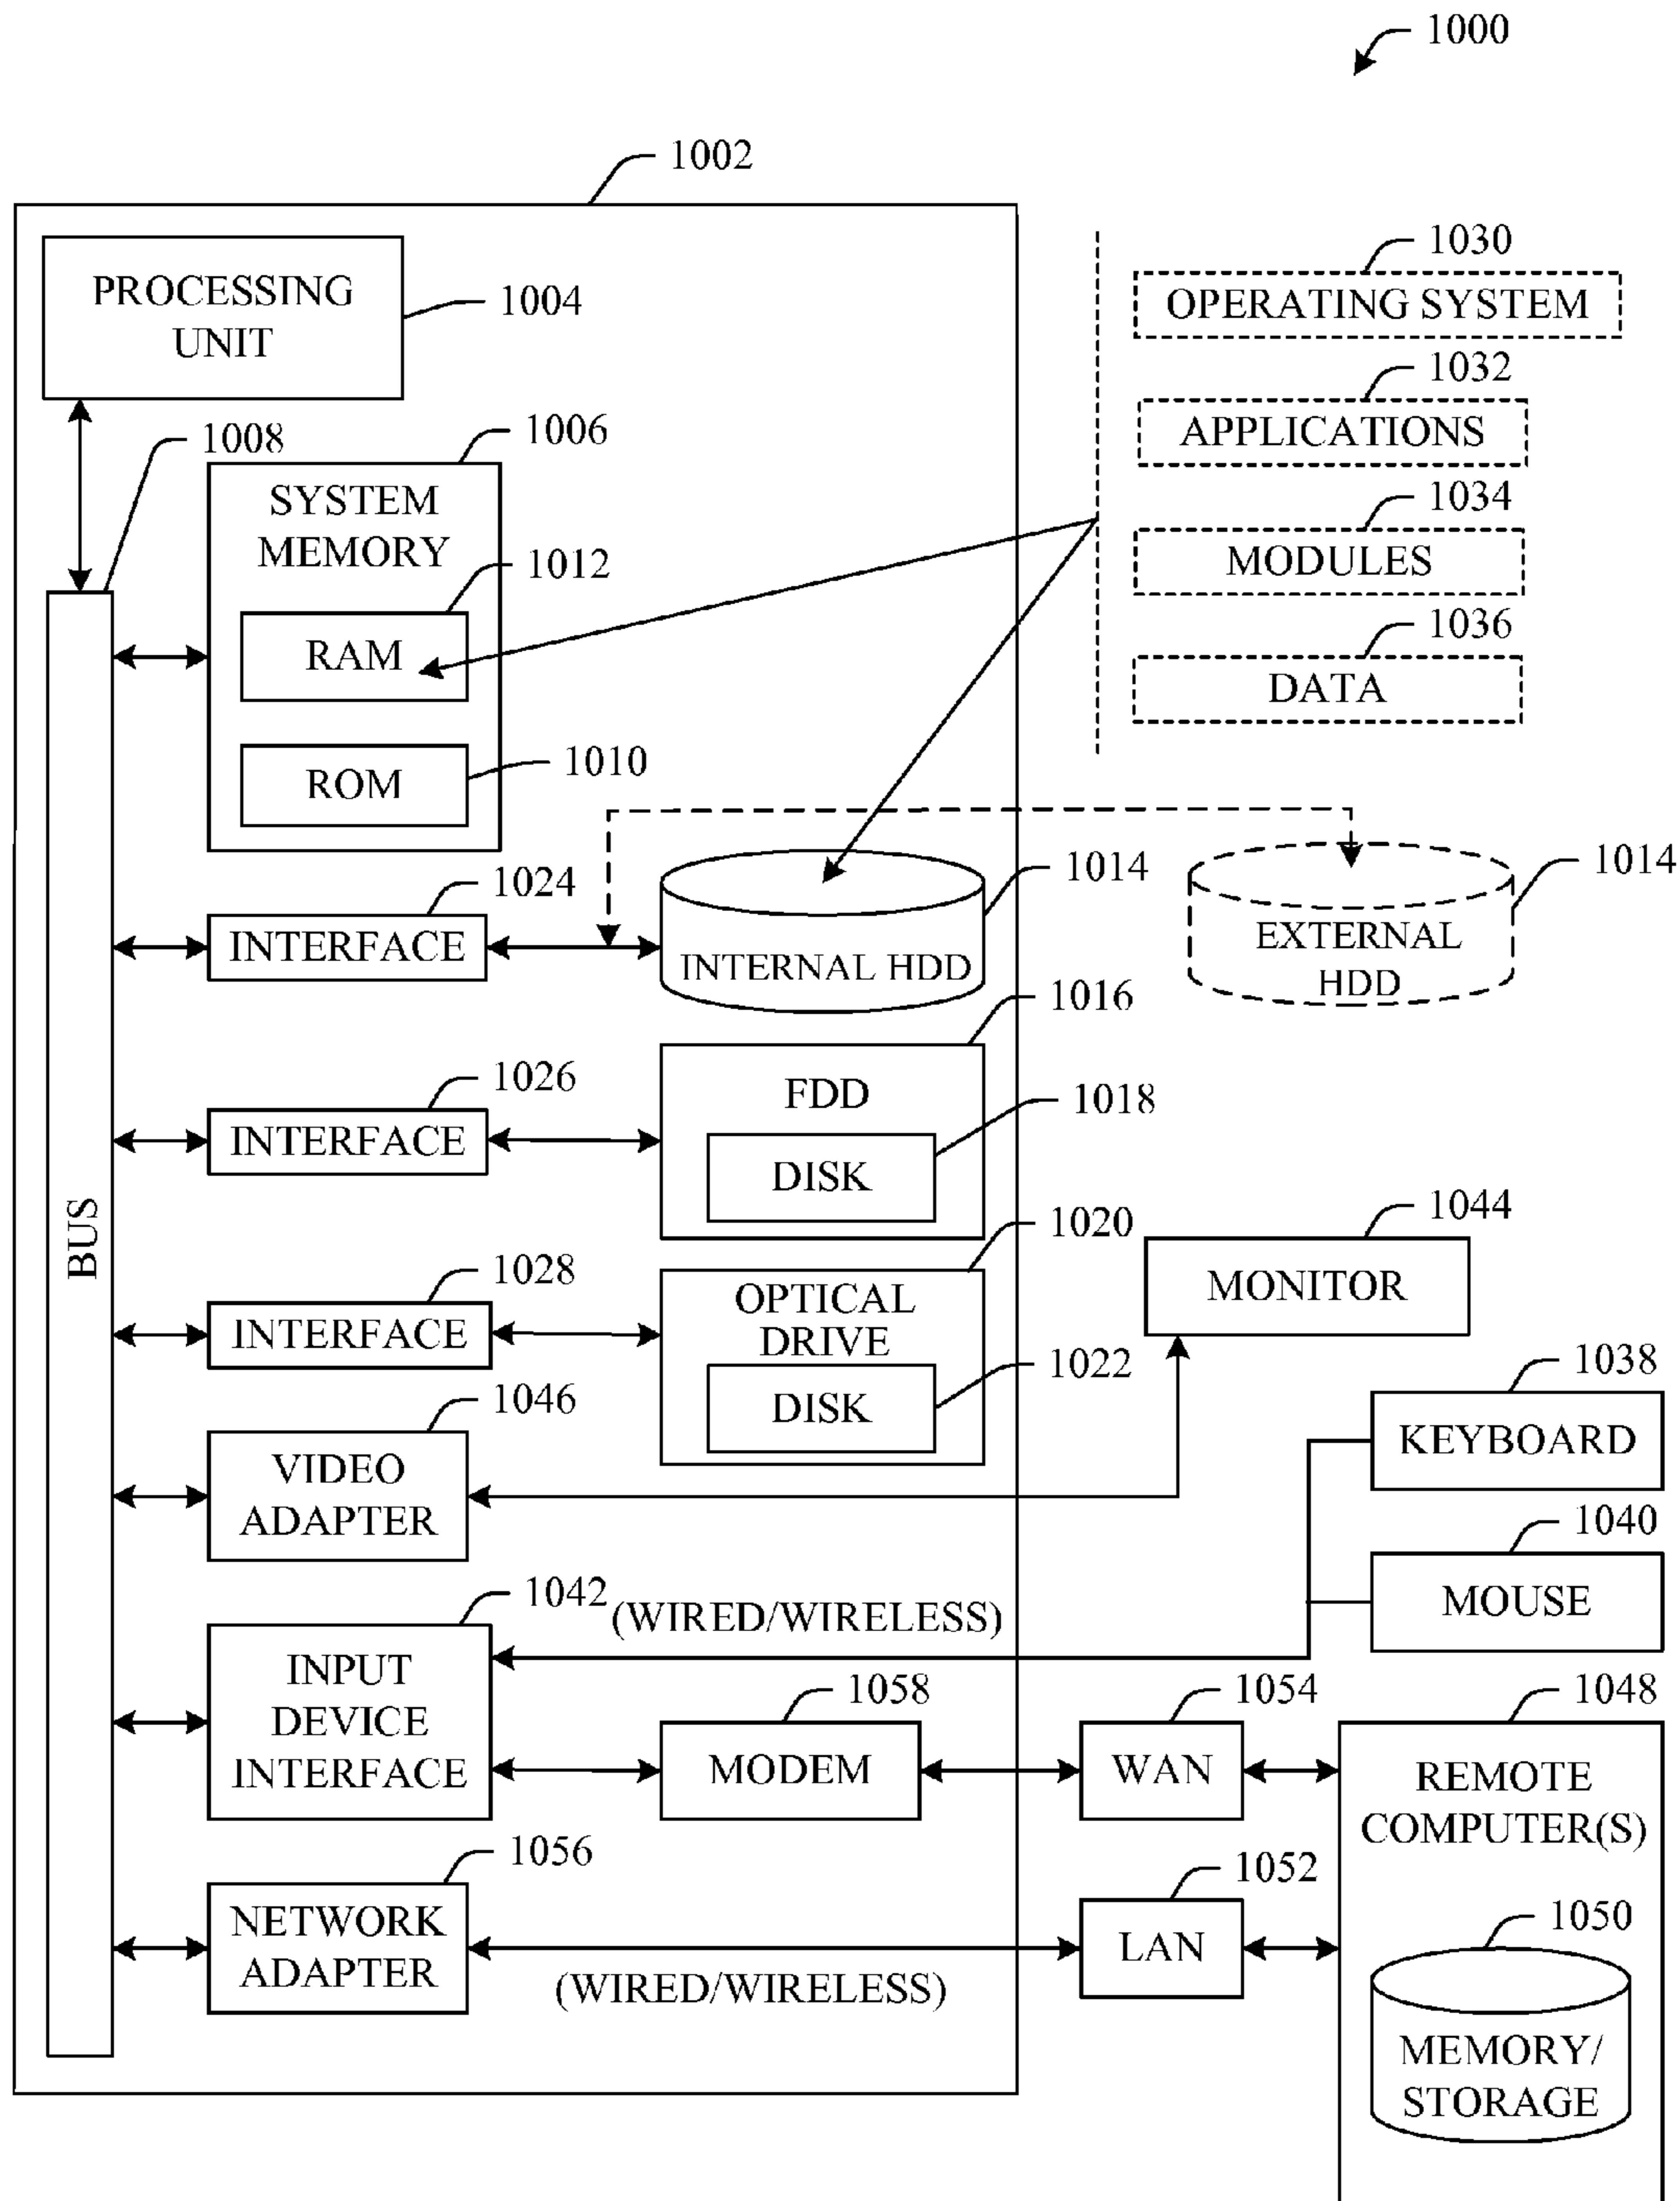 1000
1002
PROCESSING
UNIT
1004
1030
OPERATING SYSTEM
1032
APPLICATIONS
1034
MODULES
1036
DATA
1008
1006
SYSTEM
MEMORY
1012
RAM
1010
ROM
1024
INTERFACE
1014
INTERNAL HDD
1014
EXTERNAL
HDD
1016
FDD
1018
DISK
1026
INTERFACE
BUS
1028
INTERFACE
1020
OPTICAL
DRIVE
1022
DISK
1044
MONITOR
1046
VIDEO
ADAPTER
1038
KEYBOARD
1040
MOUSE
1042
(WIRED/WIRELESS)
INPUT
DEVICE
INTERFACE
1058
MODEM
1054
WAN
1048
REMOTE
COMPUTER(S)
1056
NETWORK
ADAPTER
(WIRED/WIRELESS)
1052
LAN
1050
MEMORY/
STORAGE